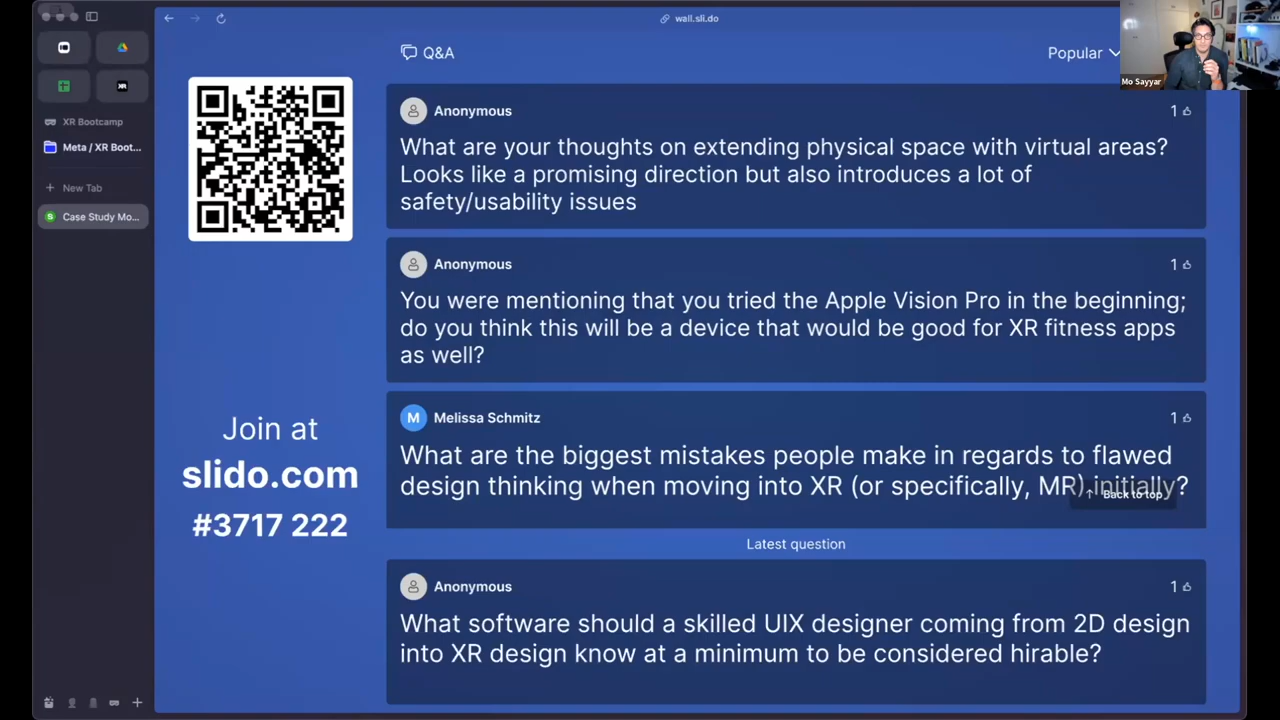 wall.sli.do
XR Bootcamp
Meta / XR Boot...
New Tab
Case Study Mo...
Q&A
Popular
Mo Sayyar
Anonymous
1
What are your thoughts on extending physical space with virtual areas?
Looks like a promising direction but also introduces a lot of
safety/usability issues
Anonymous
1
You were mentioning that you tried the Apple Vision Pro in the beginning;
do you think this will be a device that would be good for XR fitness apps
as well?
Join at
slido.com
#3717 222
Melissa Schmitz
M
1
What are the biggest mistakes people make in regards to flawed
design thinking when moving into XR (or specifically, MR) initially?
Back to top
Latest question
Anonymous
1
What software should a skilled UIX designer coming from 2D design
into XR design know at a minimum to be considered hirable?